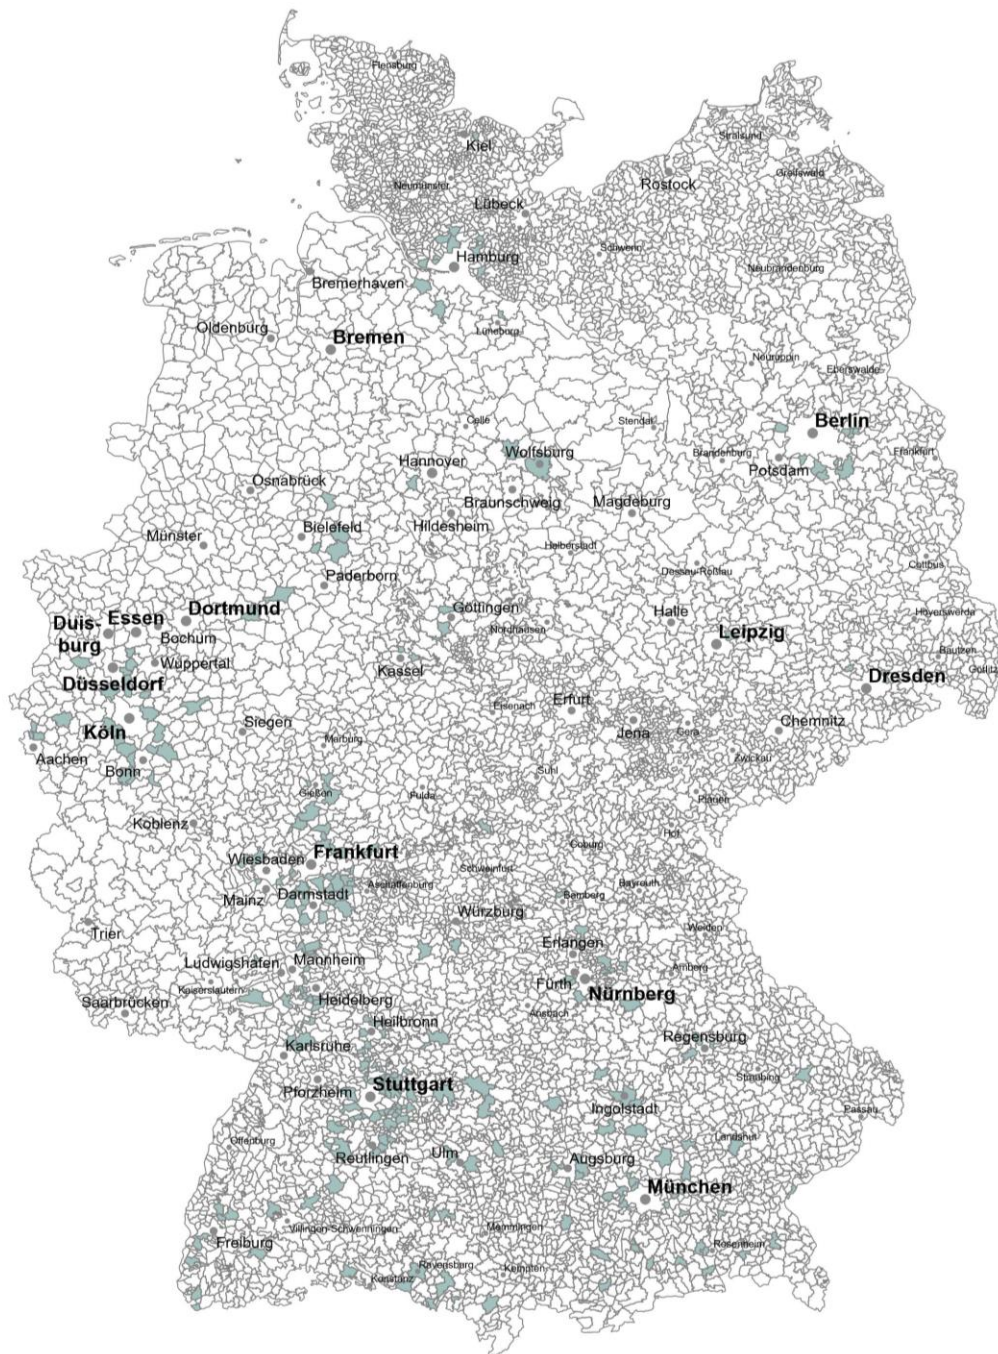 Flensburg
Kiel
Stralsund
Greifswald
Rostock
Neumünster
Lübeck
Schwerin
Hamburg
Neubrandenburg
Bremerhaven
Oldenburg
Bremen
Lüneburg
Neuruppin
Eberswalde
Celle
Stendal
Berlin
Wolfsburg
Brandenburg
Frankfurt
Hannover
Potsdam
Osnabrück
Braunschweig
Magdeburg
Hildesheim
Bielefeld
Münster
Halberstadt
Cottbus
Dessau-Roßlau
Paderborn
Göttingen
Halle
Hoyerswerda
Dortmund
Essen
Duis-
burg
Bochum
Nordhausen
Leipzig
Bautzen
Wuppertal
Kassel
Görlitz
Düsseldorf
Dresden
Eisenach
Erfurt
Köln
Siegen
Jena
Gera
Chemnitz
Marburg
Aachen
Bonn
Zwickau
Suhl
Gießen
Fulda
Plauen
Koblenz
Hof
Frankfurt
Coburg
Wiesbaden
Schweinfurt
Aschaffenburg
Bayreuth
Mainz
Darmstadt
Bamberg
Würzburg
Trier
Weiden
Erlangen
Ludwigshafen
Mannheim
Amberg
Kaiserslautern
Fürth
Nürnberg
Saarbrücken
Heidelberg
Ansbach
Heilbronn
Regensburg
Karlsruhe
Straubing
Pforzheim
Stuttgart
Ingolstadt
Passau
Offenburg
Landshut
Reutlingen
Ulm
Augsburg
München
Villingen-Schwenningen
Memmingen
Freiburg
Rosenheim
Ravensburg
Konstanz
Kempten